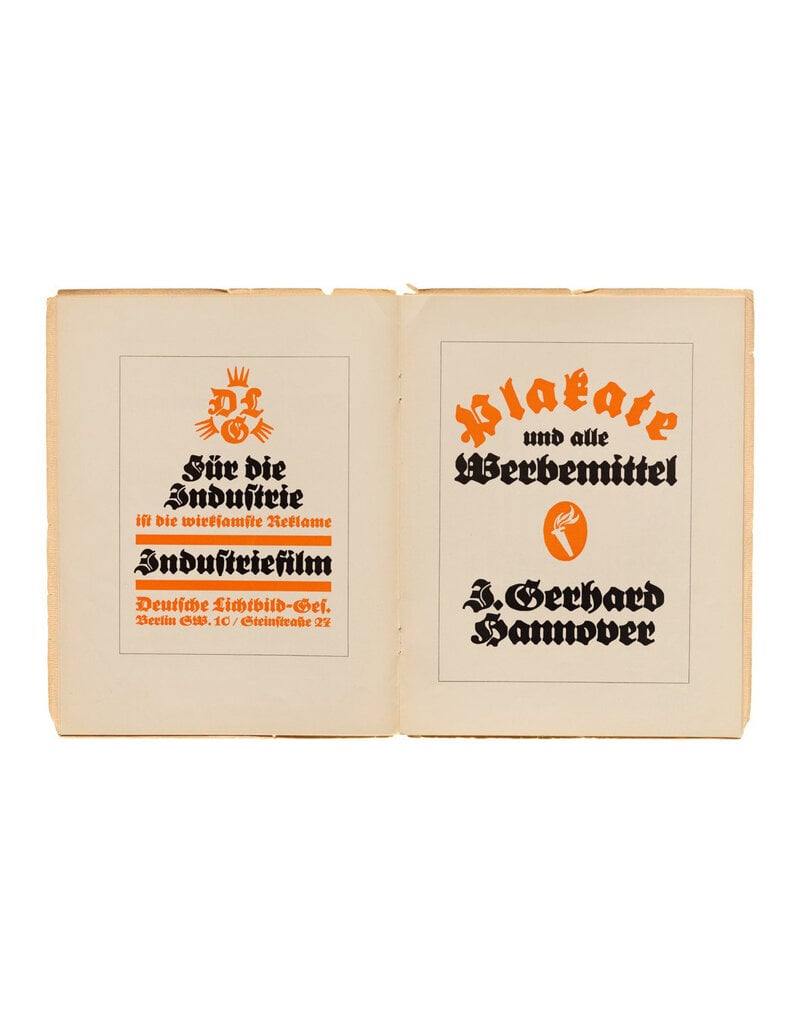 D L
G
Für die
Induſtrie
iſt die wirkſamſte Reklame
Induſtriefilm
Deutſche Lichtbild-Geſ.
Berlin SW. 10 / Steinſtraße 27
Plakate
und alle
Werbemittel
J. Gerhard
Hannover